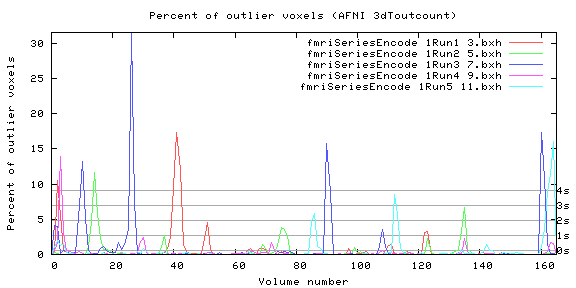 Percent of outlier voxels (AFNI 3dToutcount)
fmriSeriesEncode 1Run1 3.bxh
fmriSeriesEncode 1Run2 5.bxh
fmriSeriesEncode 1Run3 7.bxh
fmriSeriesEncode 1Run4 9.bxh
fmriSeriesEncode 1Run5 11.bxh
Percent of outlier voxels
30
25
20
15
10
5
0
4s
3s
2s
1s
0s
0 20 40 60 80 100 120 140 160
Volume number